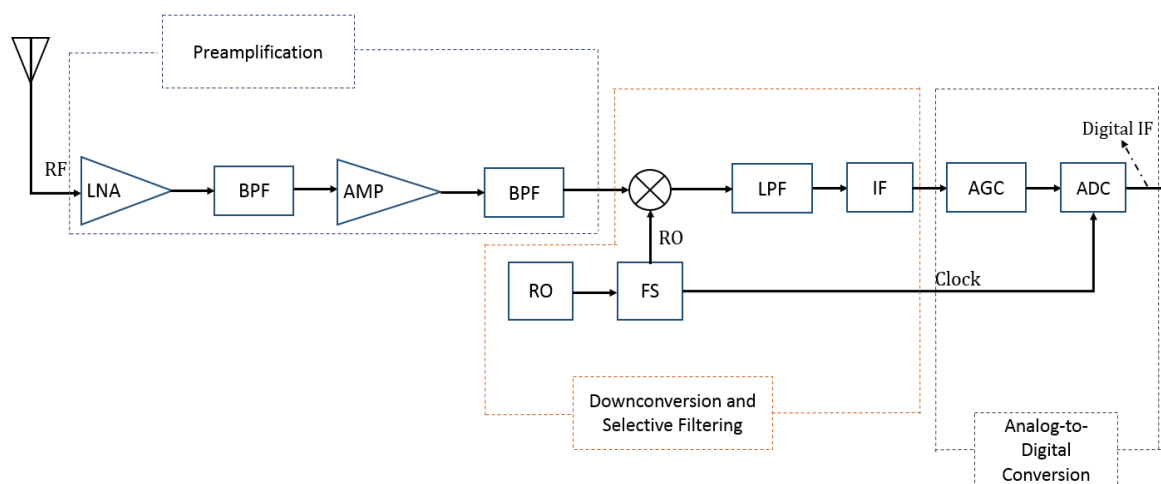 Preamplification
RF
LNA
BPF
AMP
BPF
LPF
IF
AGC
ADC
Digital IF
RO
RO
FS
Clock
Downconversion and
Selective Filtering
Analog-to-
Digital
Conversion